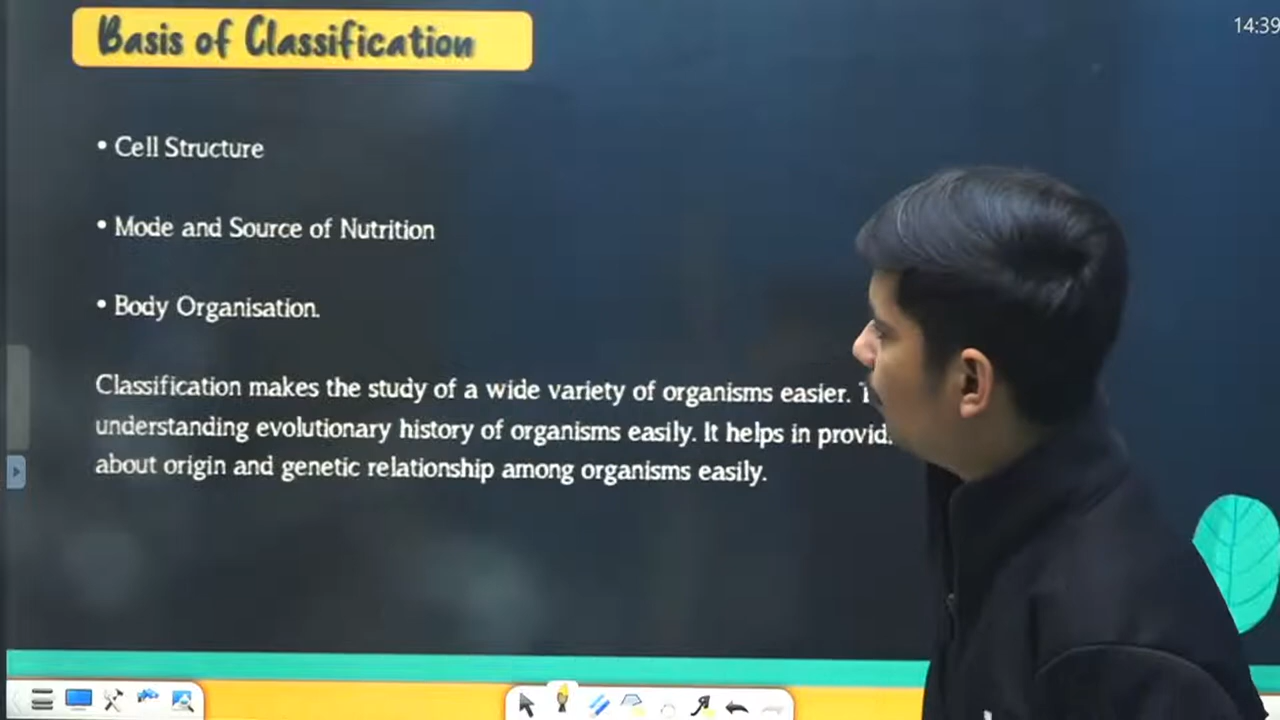 Basis of Classification
14:39
• Cell Structure
• Mode and Source of Nutrition
• Body Organisation.
Classification makes the study of a wide variety of organisms easier.
understanding evolutionary history of organisms easily. It helps in
about origin and genetic relationship among organisms easily.